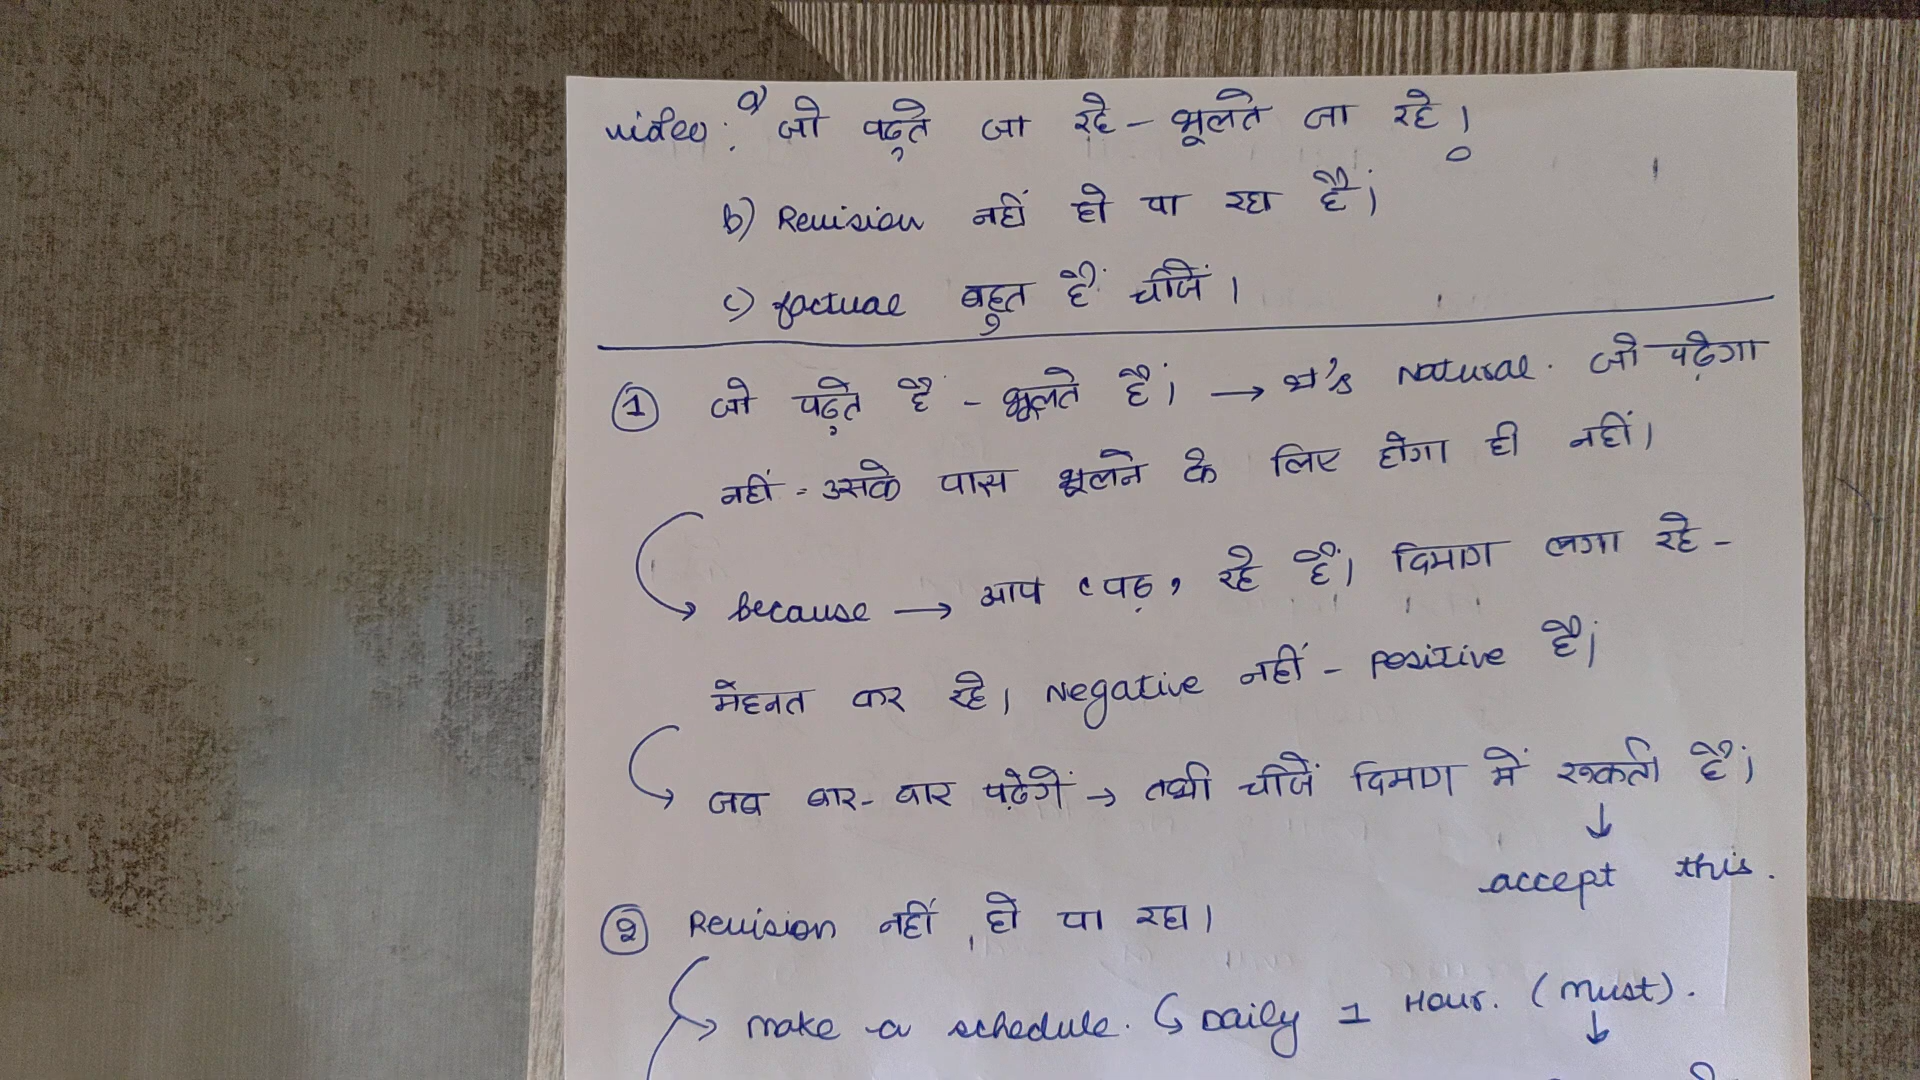 video: a) जो पढ़ते जा रहे - भूलते जा रहे।
b) Revision नहीं हो पा रहा है।
c) factual बहुत हैं चीजें।
① जो पढ़ते है - भूलते हैं। → It's Natural. जो पढ़ेगा
नहीं - उसके पास भूलने के लिए होगा ही नहीं।
because → आप 'पढ़' रहे हैं। दिमाग लगा रहे -
मेहनत कर रहे। Negative नहीं - Positive है।
जब बार-बार पढ़ेगें → तभी चीजें दिमाग में रूकती हैं।
↓
accept this.
② Revision नहीं हो पा रहा।
make a schedule. ↳ Daily 1 Hour. (Must).
↓